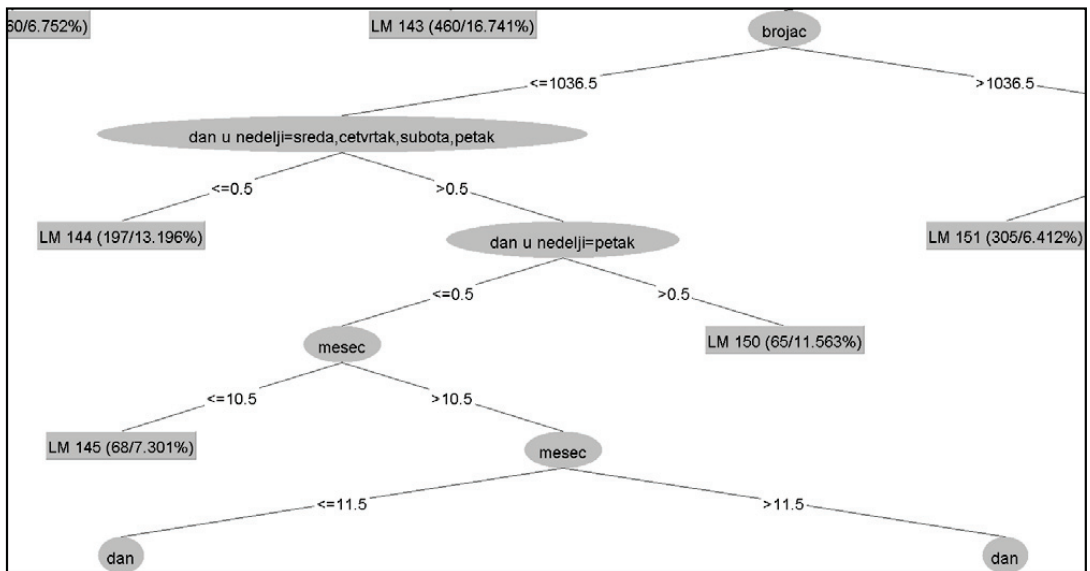 60/6.752%)
LM 143 (460/16.741%)
brojac
<=1036.5
>1036.5
dan u nedelji=sreda,cetvrtak,subota,petak
<=0.5
>0.5
LM 144 (197/13.196%)
dan u nedelji=petak
LM 151 (305/6.412%)
<=0.5
>0.5
mesec
LM 150 (65/11.563%)
<=10.5
>10.5
LM 145 (68/7.301%)
mesec
<=11.5
>11.5
dan
dan